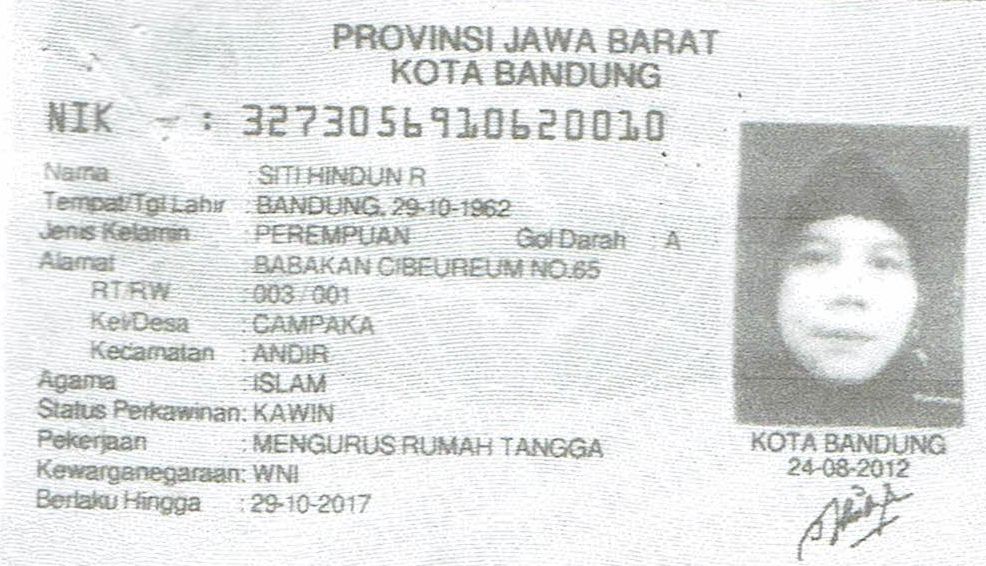 PROVINSI JAWA BARAT
KOTA BANDUNG
NIK : 3273056910620010
Nama : SITI HINDUN R
Tempat/Tgl Lahir : BANDUNG, 29-10-1962
Jenis Kelamin : PEREMPUAN Gol Darah : A
Alamat : BABAKAN CIBEUREUM NO.65
RT/RW : 003 / 001
Kel/Desa : CAMPAKA
Kecamatan : ANDIR
Agama : ISLAM
Status Perkawinan: KAWIN
Pekerjaan : MENGURUS RUMAH TANGGA
Kewarganegaraan: WNI
Berlaku Hingga : 29-10-2017
KOTA BANDUNG
24-08-2012